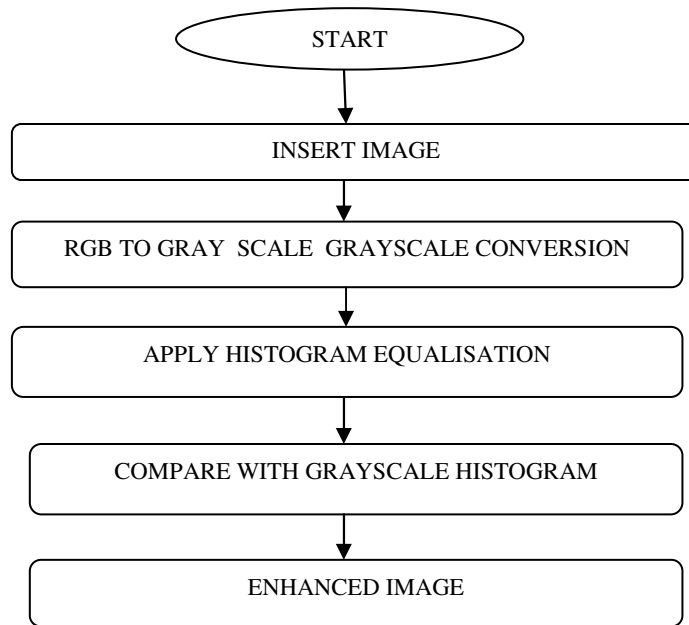 START
INSERT IMAGE
RGB TO GRAY SCALE GRAYSCALE CONVERSION
APPLY HISTOGRAM EQUALISATION
COMPARE WITH GRAYSCALE HISTOGRAM
ENHANCED IMAGE